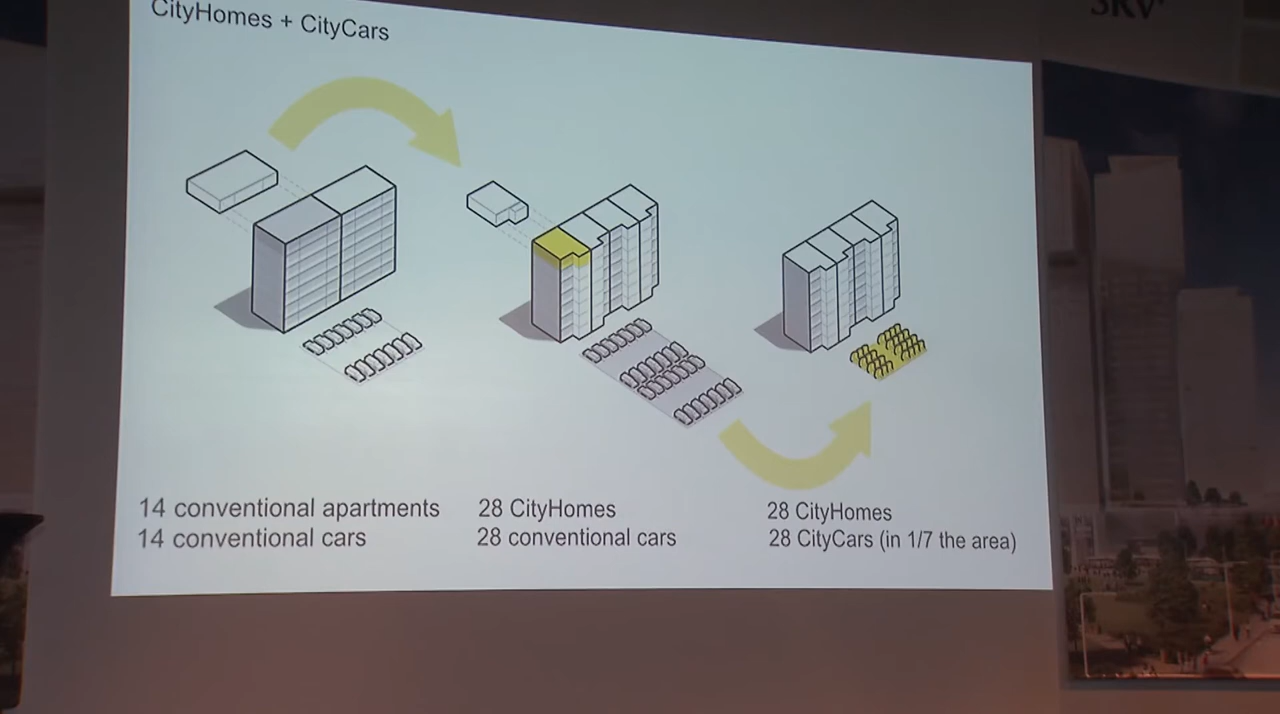 CityHomes + CityCars
SRV
14 conventional apartments
14 conventional cars
28 CityHomes
28 conventional cars
28 CityHomes
28 CityCars (in 1/7 the area)